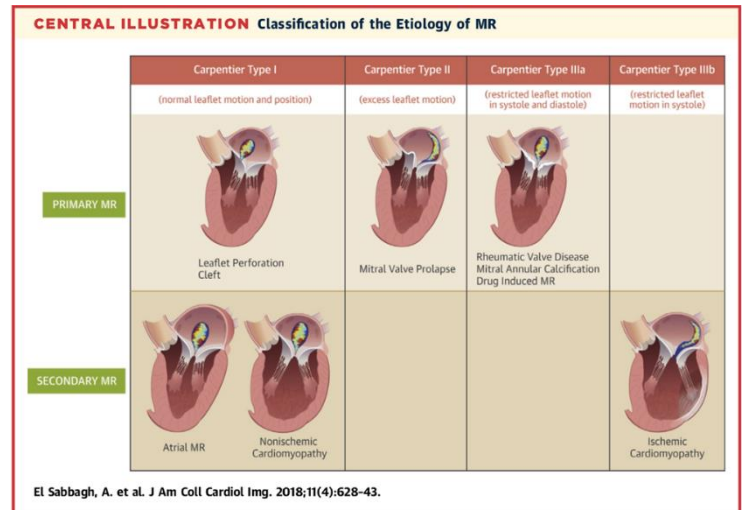 CENTRAL ILLUSTRATION Classification of the Etiology of MR
Carpentier Type I
(normal leaflet motion and position)
Carpentier Type II
(excess leaflet motion)
Carpentier Type IIIa
(restricted leaflet motion
in systole and diastole)
Carpentier Type IIIb
(restricted leaflet
motion in systole)
PRIMARY MR
Leaflet Perforation
Cleft
Mitral Valve Prolapse
Rheumatic Valve Disease
Mitral Annular Calcification
Drug Induced MR
SECONDARY MR
Atrial MR
Nonischemic
Cardiomyopathy
Ischemic
Cardiomyopathy
El Sabbagh, A. et al. J Am Coll Cardiol Img. 2018;11(4):628-43.